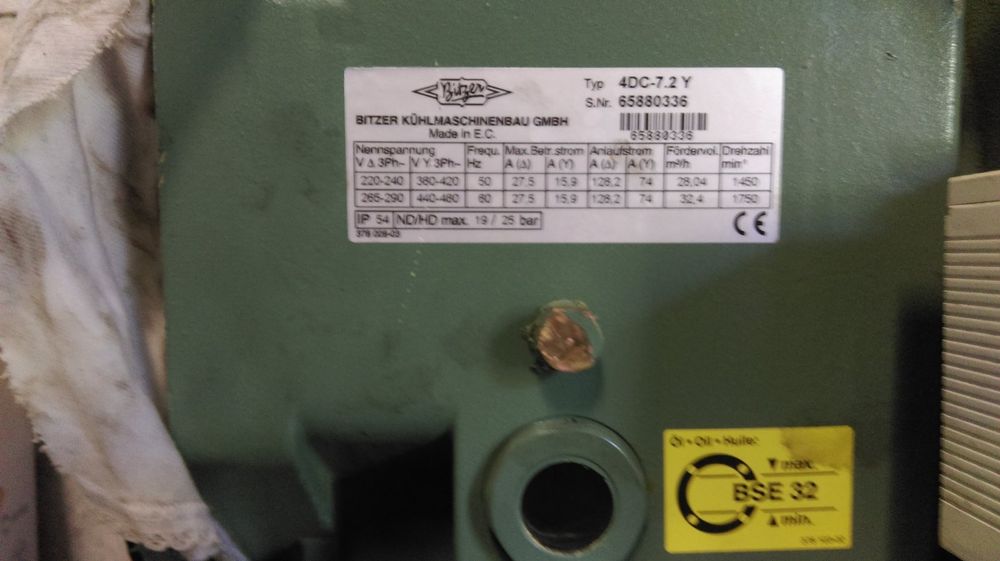 Bitzer
BITZER KÜHLMASCHINENBAU GMBH
Made in E.C.
Typ 4DC-7.2 Y
S.Nr. 65880336
65880336
Nennspannung Frequ. Max.Betr.strom Anlaufstrom Fördervol. Drehzahl
V Δ 3Ph~ V Y 3Ph~ Hz A (Δ) A (Y) A (Δ) A (Y) m³/h min⁻¹
220-240 380-420 50 27,5 15,9 128,2 74 28,04 1450
265-290 440-480 60 27,5 15,9 128,2 74 32,4 1750
IP 54 ND/HD max. 19 / 25 bar
CE
Öl • Oil • Huile:
▼ max.
BSE 32
▲ min.